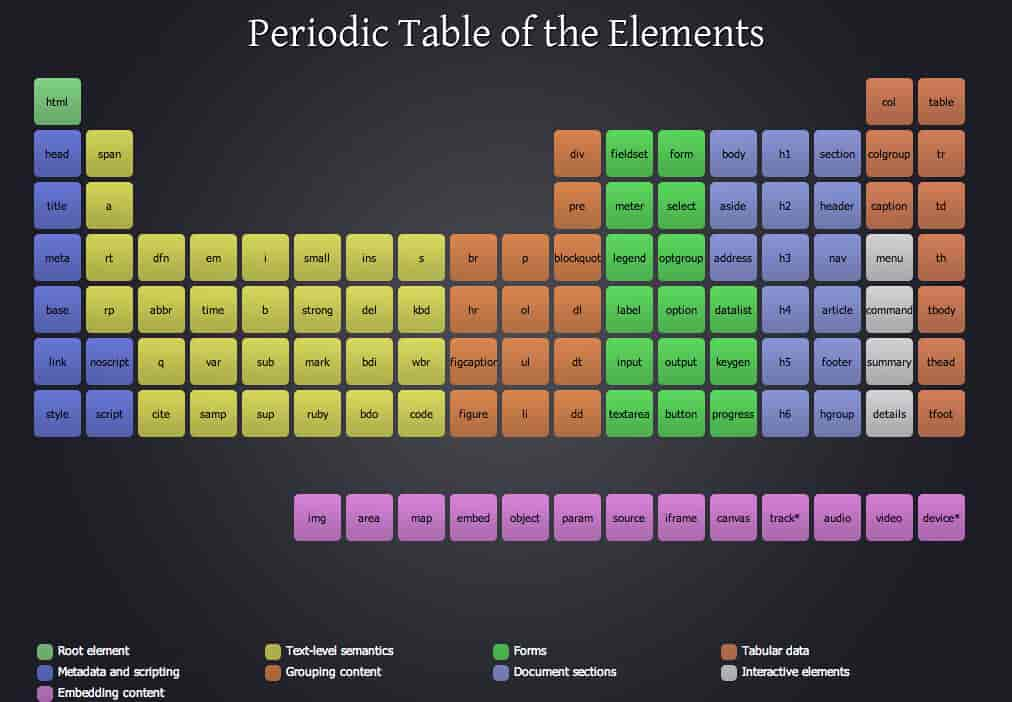 Periodic Table of the Elements
html col table
head span div fieldset form body h1 section colgroup tr
title a pre meter select aside h2 header caption td
meta rt dfn em i small ins s br p blockquot legend optgroup address h3 nav menu th
base rp abbr time b strong del kbd hr ol dl label option datalist h4 article command tbody
link noscript q var sub mark bdi wbr figcaption ul dt input output keygen h5 footer summary thead
style script cite samp sup ruby bdo code figure li dd textarea button progress h6 hgroup details tfoot
img area map embed object param source iframe canvas track* audio video device*
Root element Text-level semantics Forms Tabular data
Metadata and scripting Grouping content Document sections Interactive elements
Embedding content